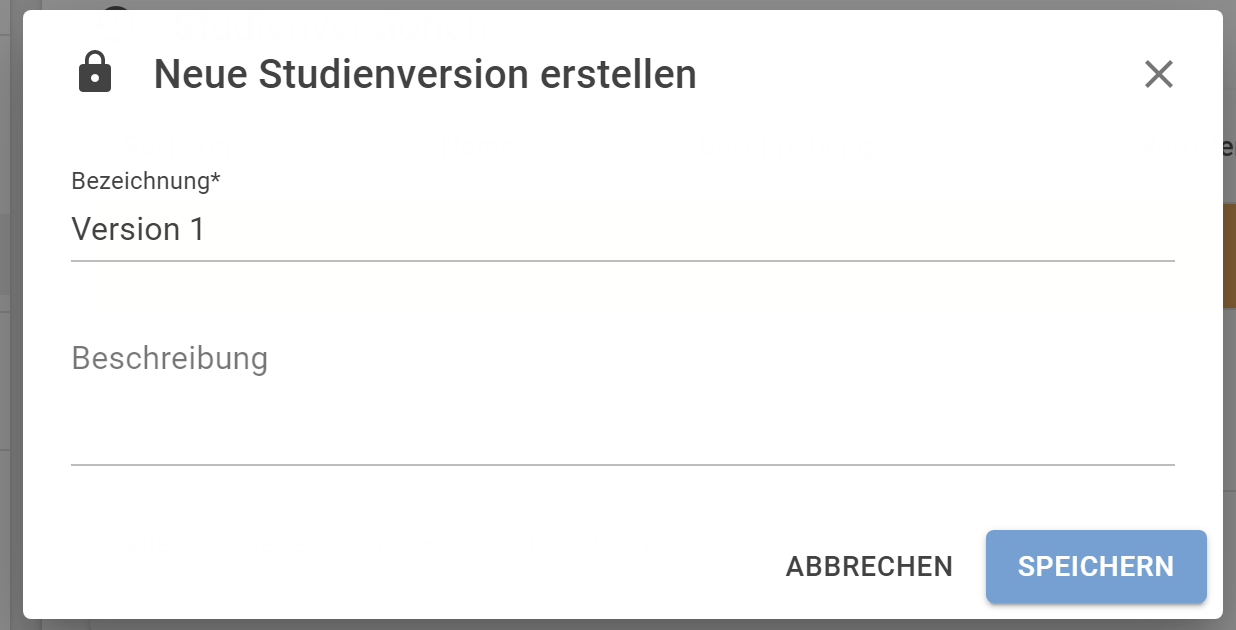 Neue Studienversion erstellen
Bezeichnung*
Version 1
Beschreibung
ABBRECHEN
SPEICHERN